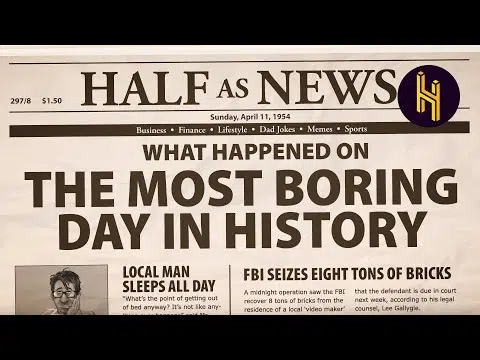 HALF AS NEWS
297/8 $1.50
Sunday, April 11, 1954
Business • Finance • Lifestyle • Dad Jokes • Memes • Sports
WHAT HAPPENED ON
THE MOST BORING
DAY IN HISTORY
LOCAL MAN
SLEEPS ALL DAY
"What's the point of getting
out of bed anyway? It's not like any-
FBI SEIZES EIGHT TONS OF BRICKS
A midnight operation saw the FBI
recover 8 tons of bricks from the
residence of a local 'video maker'
that the defendant is due in court
next week, according to his legal
counsel, Lee Gallygie.